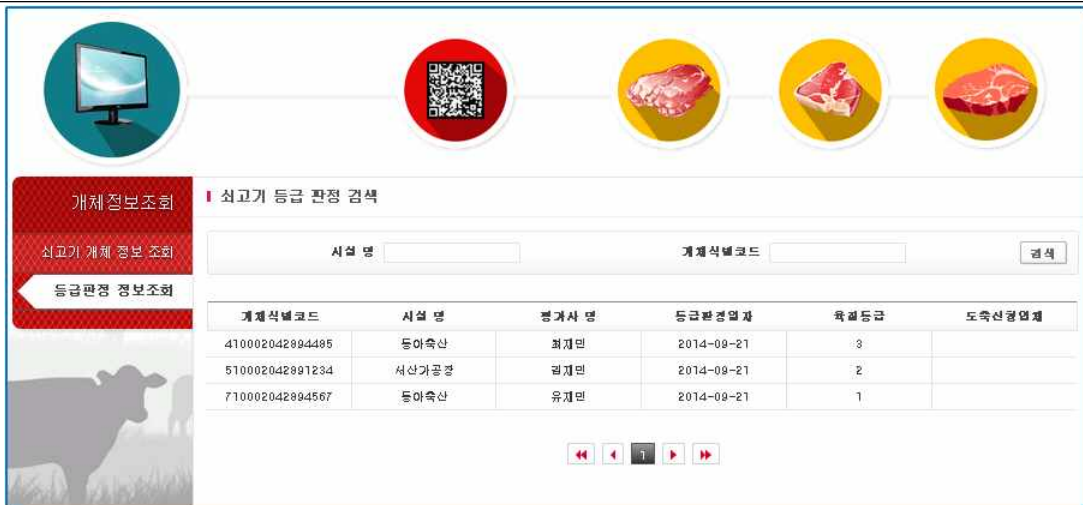 개체정보조회
쇠고기 개체 정보 조회
등급판정 정보조회
쇠고기 등급 판정 검색
시설 명
개체식별코드
검색
개체식별코드 시설 명 평가사 명 등급판정일자 육질등급 도축신청업체
410002042894485 동아축산 최재민 2014-09-21 3
510002042891234 서산가공장 김재민 2014-09-21 2
710002042894567 동아축산 유재민 2014-09-21 1
1